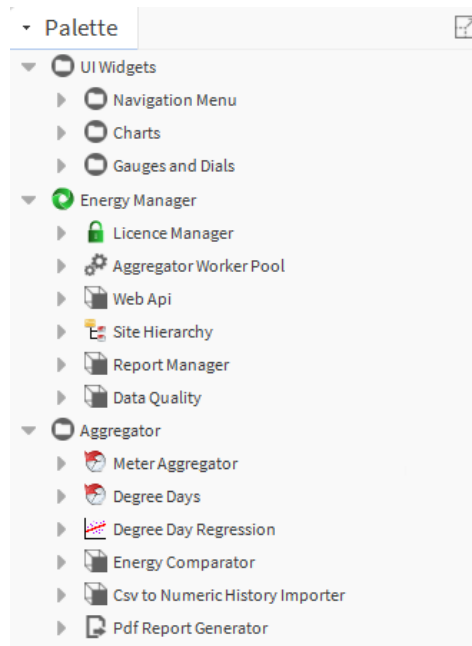 Palette
UI Widgets
Navigation Menu
Charts
Gauges and Dials
Energy Manager
Licence Manager
Aggregator Worker Pool
Web Api
Site Hierarchy
Report Manager
Data Quality
Aggregator
Meter Aggregator
Degree Days
Degree Day Regression
Energy Comparator
Csv to Numeric History Importer
Pdf Report Generator